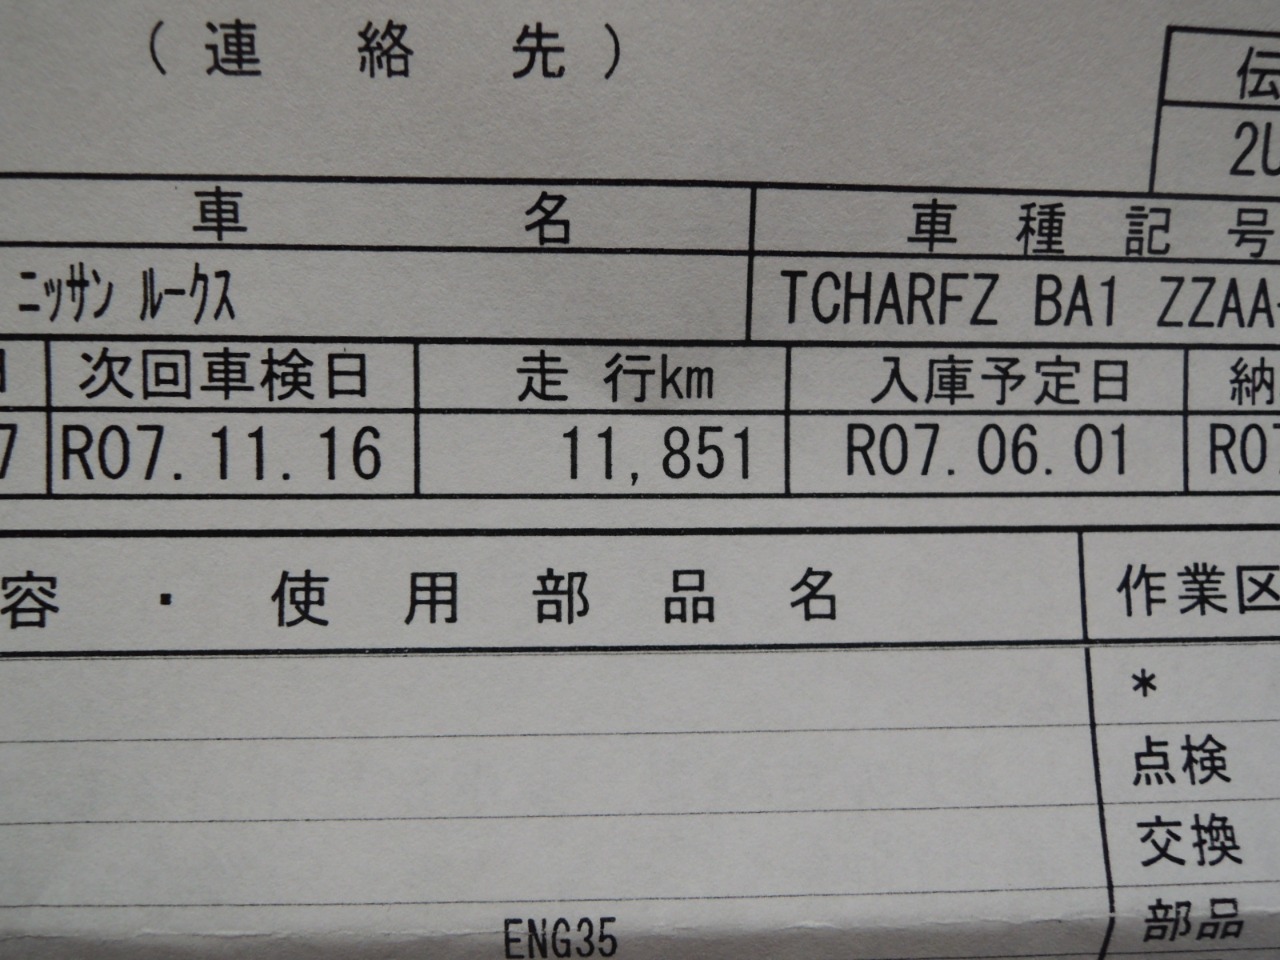 (連絡先)
伝
2U
車名 車種記号
ニッサン ルークス TCHARFZ BA1 ZZAA
次回車検日 走行km 入庫予定日 納
7 R07.11.16 11,851 R07.06.01 R07
容・使用部品名 作業区
*
点検
交換
ENG35 部品